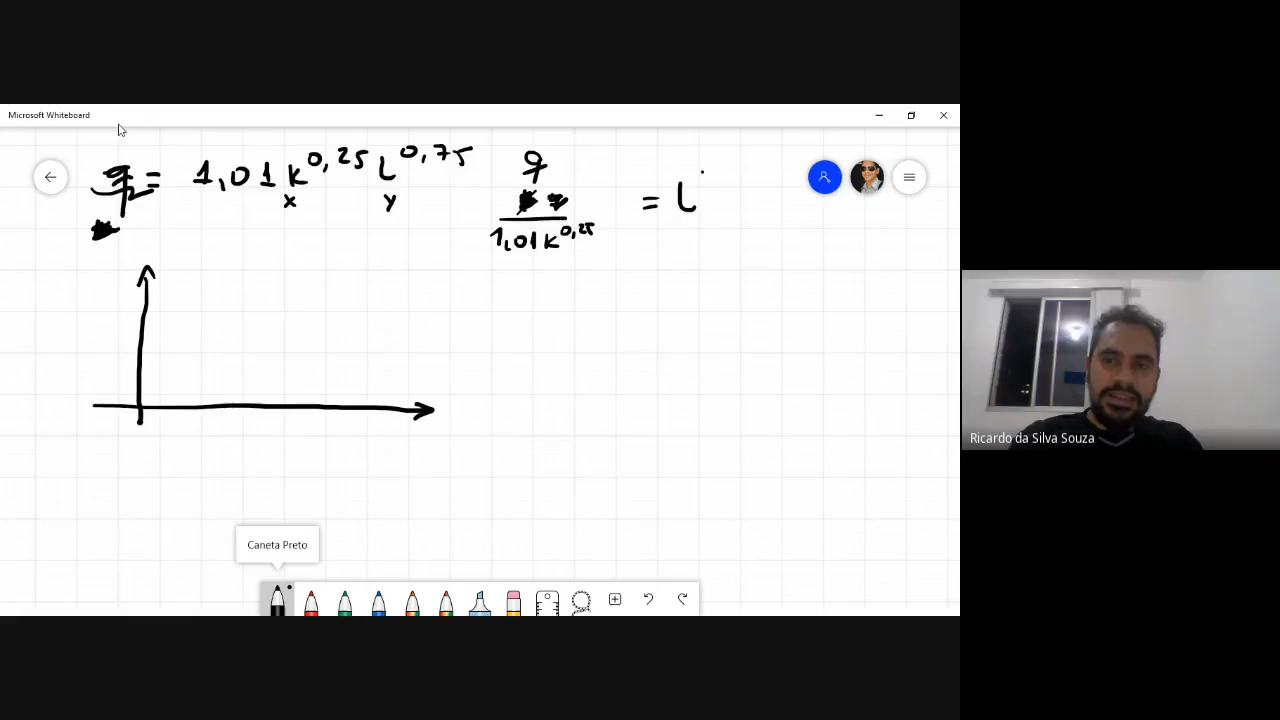 Microsoft Whiteboard
q = 1,01 k^0,25 l^0,75
x y
q
1,01 k^0,25
= l
Ricardo da Silva Souza
Caneta Preto